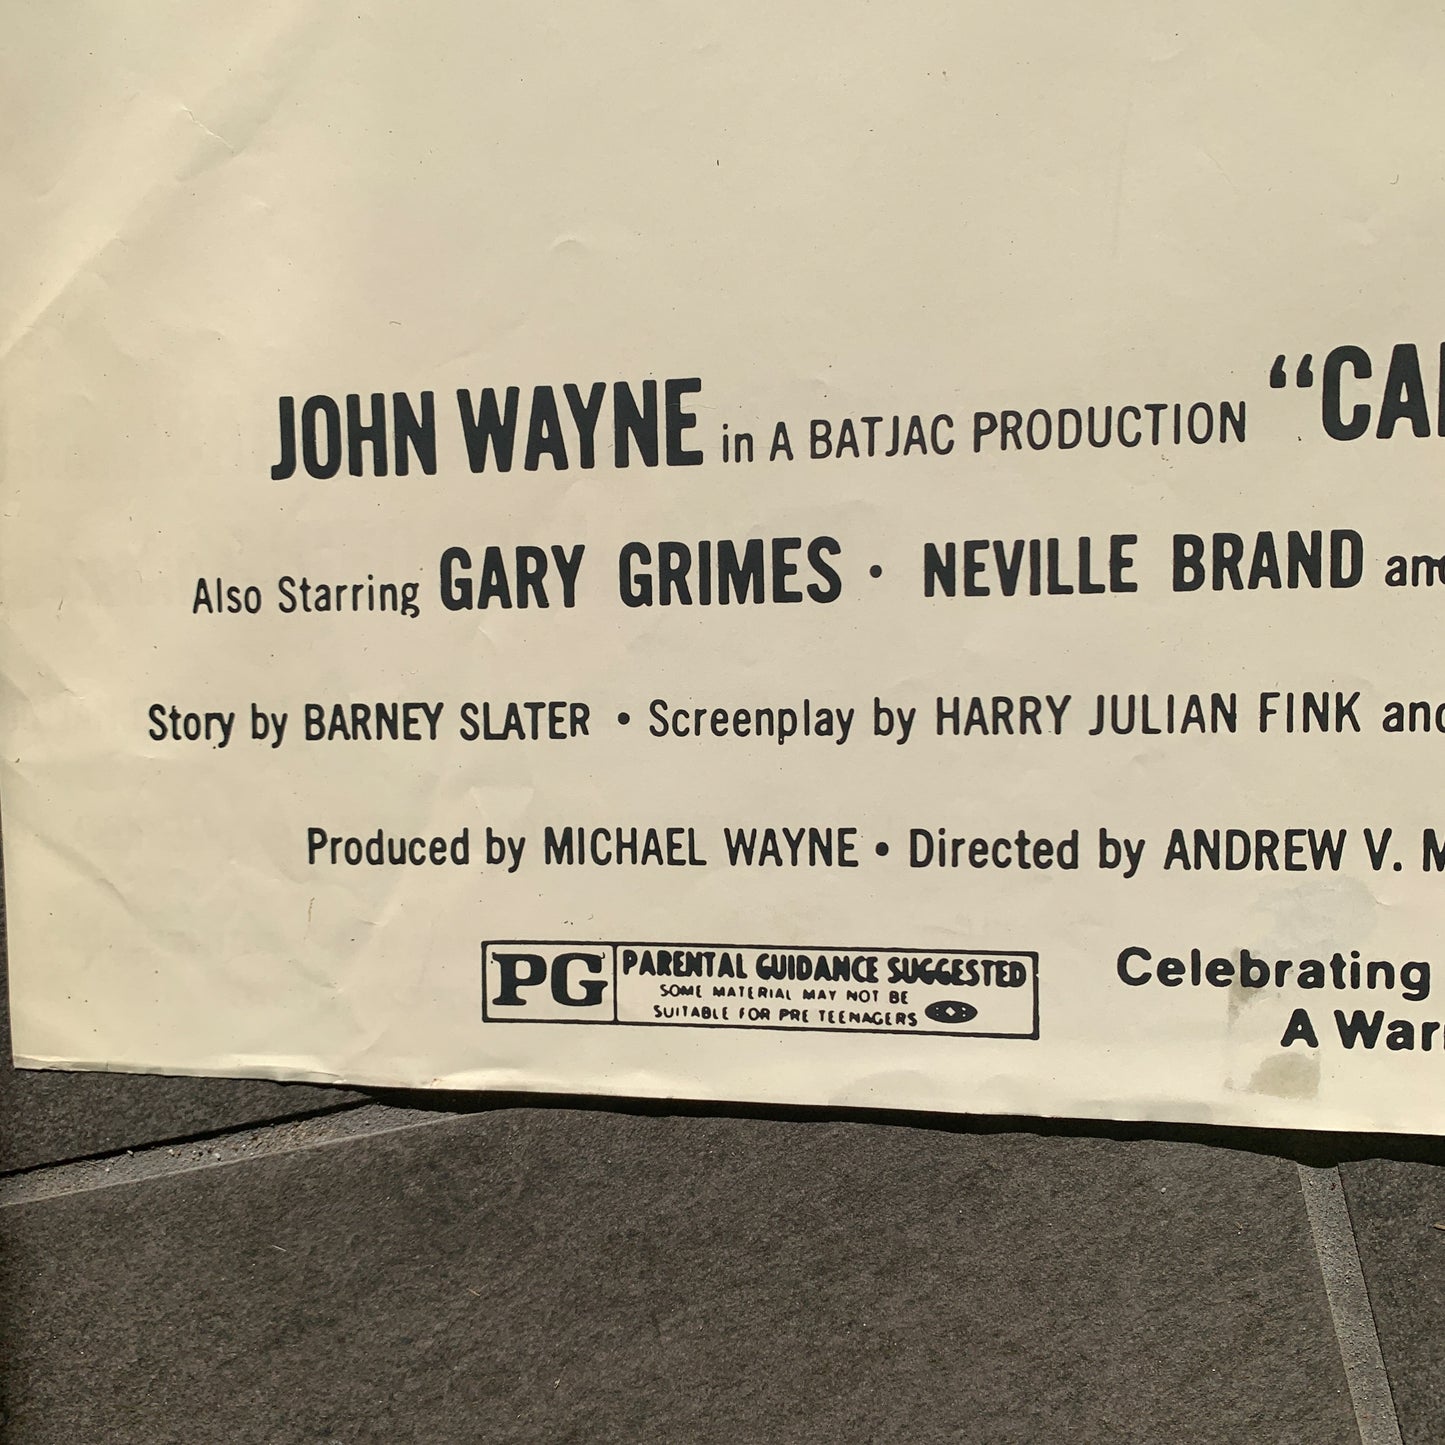 JOHN WAYNE in A BATJAC PRODUCTION “CA
Also Starring GARY GRIMES · NEVILLE BRAND an
Story by BARNEY SLATER • Screenplay by HARRY JULIAN FINK and
Produced by MICHAEL WAYNE • Directed by ANDREW V. M
PG PARENTAL GUIDANCE SUGGESTED
SOME MATERIAL MAY NOT BE
SUITABLE FOR PRE TEENAGERS
Celebrating
A War